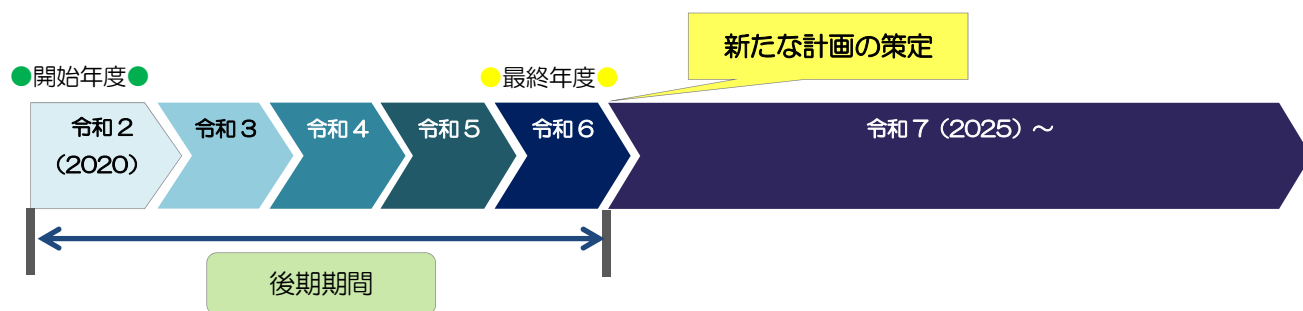 新たな計画の策定
●開始年度●
●最終年度●
令和2
（2020）
令和3
令和4
令和5
令和6
令和7（2025）～
後期期間